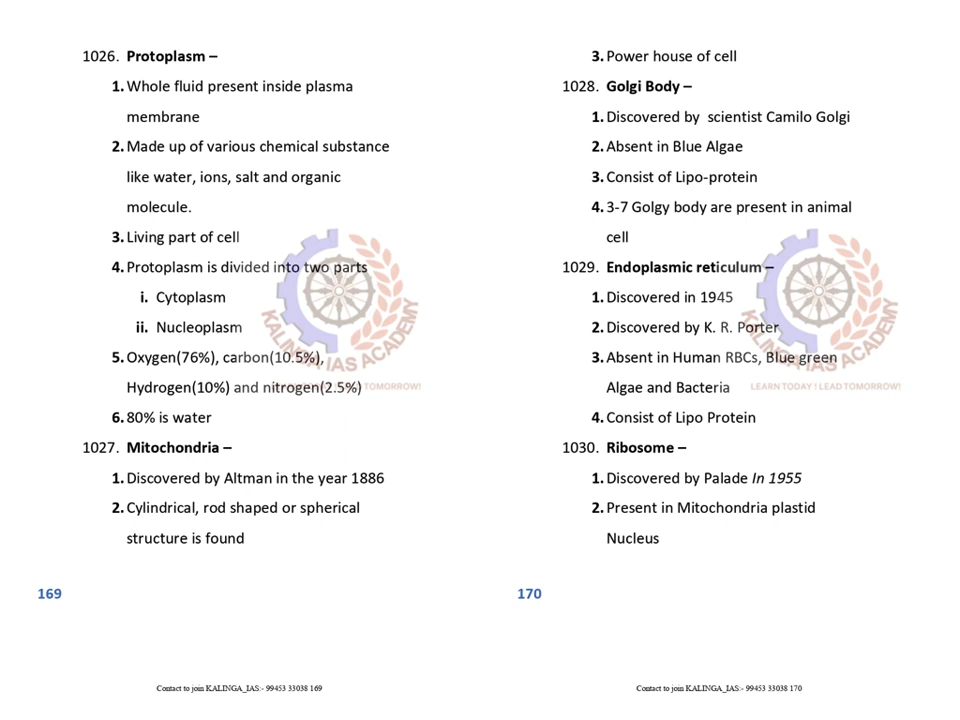 1026. Protoplasm –
1. Whole fluid present inside plasma
membrane
2. Made up of various chemical substance
like water, ions, salt and organic
molecule.
3. Living part of cell
4. Protoplasm is divided into two parts
i. Cytoplasm
ii. Nucleoplasm
5. Oxygen(76%), carbon(10.5%),
Hydrogen(10%) and nitrogen(2.5%)
6. 80% is water
1027. Mitochondria –
1. Discovered by Altman in the year 1886
2. Cylindrical, rod shaped or spherical
structure is found
169
Contact to join KALINGA_IAS:- 99453 33038 169
3. Power house of cell
1028. Golgi Body –
1. Discovered by scientist Camilo Golgi
2. Absent in Blue Algae
3. Consist of Lipo-protein
4. 3-7 Golgy body are present in animal
cell
1029. Endoplasmic reticulum –
1. Discovered in 1945
2. Discovered by K. R. Porter
3. Absent in Human RBCs, Blue green
Algae and Bacteria
4. Consist of Lipo Protein
1030. Ribosome –
1. Discovered by Palade In 1955
2. Present in Mitochondria plastid
Nucleus
170
Contact to join KALINGA_IAS:- 99453 33038 170
KALINGA IAS ACADEMY
TOMORROW!
KALINGA IAS ACADEMY
LEARN TODAY ! LEAD TOMORROW!